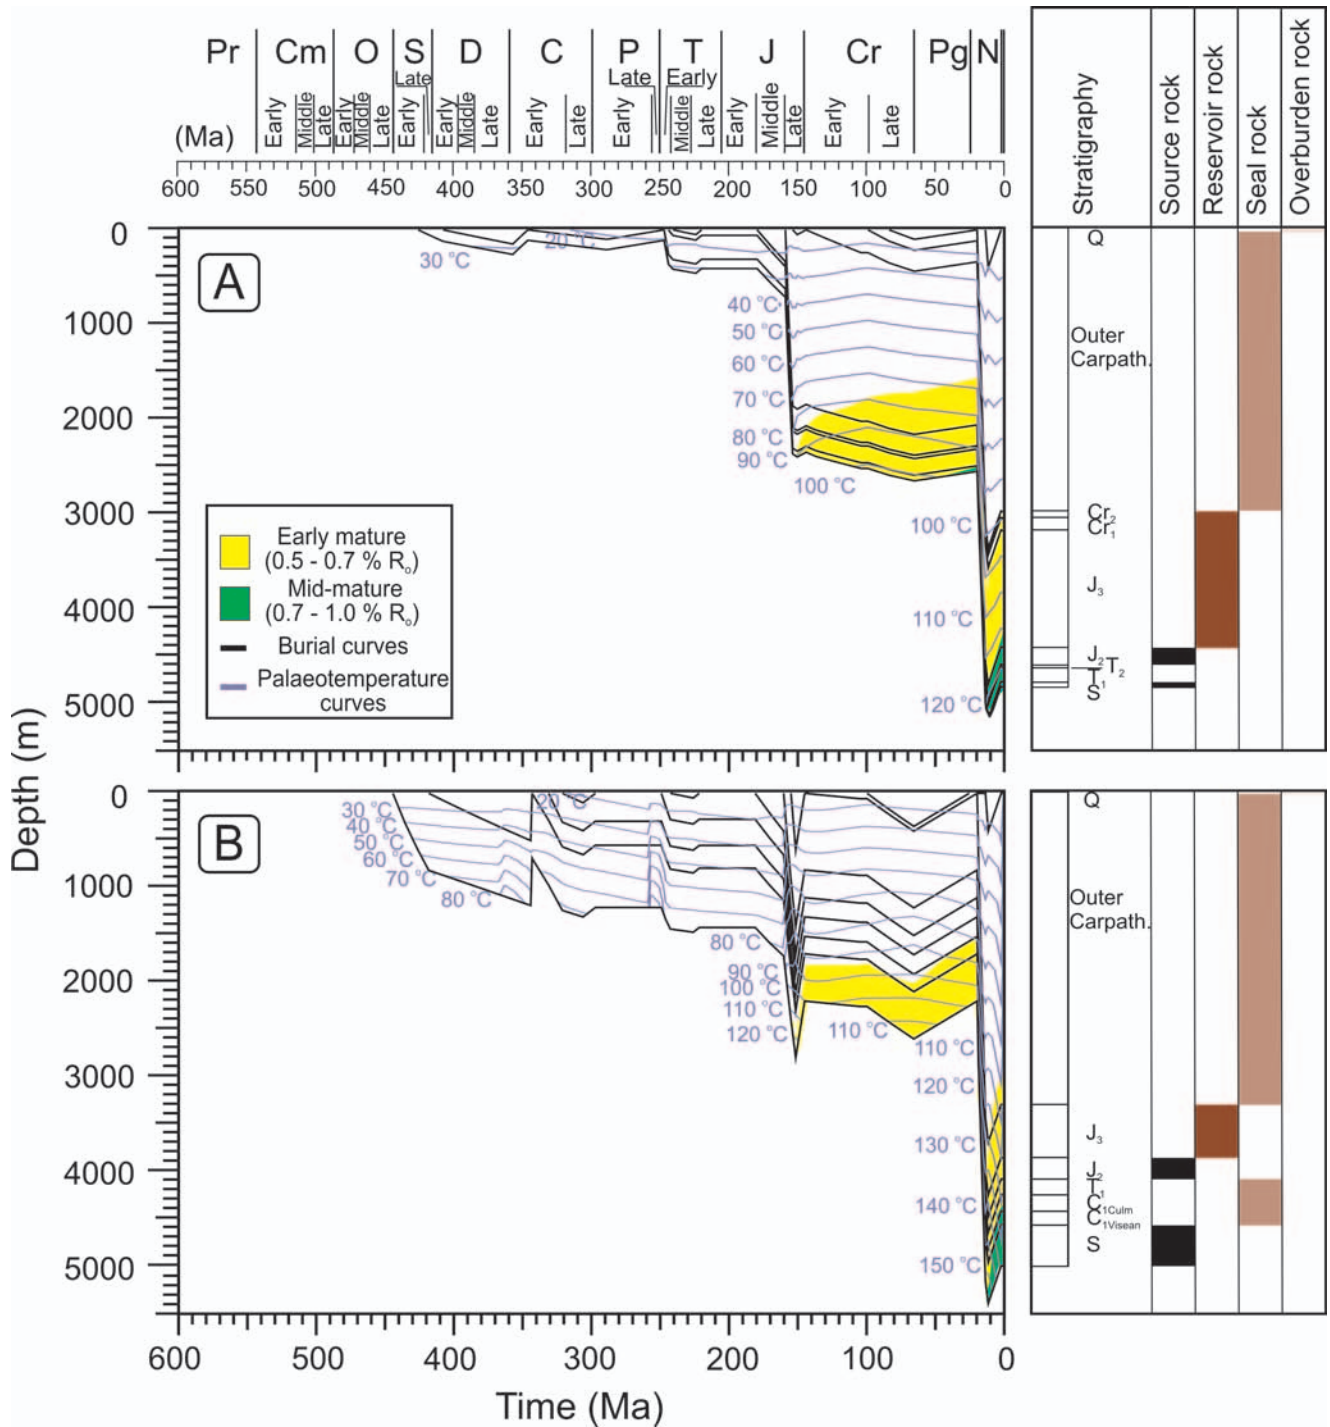 Pr Cm O S D C P T J Cr Pg N
Late Late Early
(Ma) Early Middle Late Early Middle Late Early Early Middle Late Early Late Early Middle Late Early Middle Late Early Late
600 550 500 450 400 350 300 250 200 150 100 50 0
Stratigraphy
Source rock
Reservoir rock
Seal rock
Overburden rock
Depth (m)
A
0
1000
2000
3000
4000
5000
20 °C
30 °C
40 °C
50 °C
60 °C
70 °C
80 °C
90 °C
100 °C
100 °C
110 °C
120 °C
Early mature
(0.5 - 0.7 % Rₒ)
Mid-mature
(0.7 - 1.0 % Rₒ)
Burial curves
Palaeotemperature
curves
Q
Outer
Carpath.
Cr₂
Cr₁
J₃
J₂
T₂
T₁
S
B
0
1000
2000
3000
4000
5000
20 °C
30 °C
40 °C
50 °C
60 °C
70 °C
80 °C
80 °C
90 °C
100 °C
110 °C
120 °C
110 °C
110 °C
120 °C
130 °C
140 °C
150 °C
Q
Outer
Carpath.
J₃
J₂
T₁
C₁Culm
C₁Visean
S
600 500 400 300 200 100 0
Time (Ma)